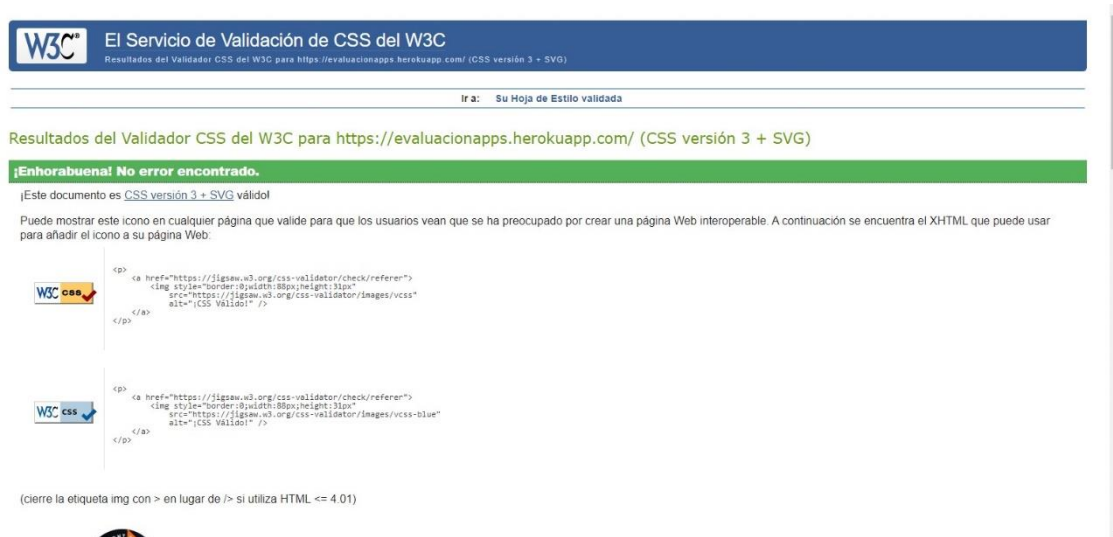 W3C®
El Servicio de Validación de CSS del W3C
Resultados del Validador CSS del W3C para https://evaluacionapps.herokuapp.com/ (CSS versión 3 + SVG)
Ir a: Su Hoja de Estilo validada
Resultados del Validador CSS del W3C para https://evaluacionapps.herokuapp.com/ (CSS versión 3 + SVG)
¡Enhorabuena! No error encontrado.
¡Este documento es CSS versión 3 + SVG válido!
Puede mostrar este icono en cualquier página que valide para que los usuarios vean que se ha preocupado por crear una página Web interoperable. A continuación se encuentra el XHTML que puede usar
para añadir el icono a su página Web:
W3C css
<p>
<a href="https://jigsaw.w3.org/css-validator/check/referer">
<img style="border:0;width:88px;height:31px"
src="https://jigsaw.w3.org/css-validator/images/vcss"
alt="¡CSS Válido!" />
</a>
</p>
W3C css
<p>
<a href="https://jigsaw.w3.org/css-validator/check/referer">
<img style="border:0;width:88px;height:31px"
src="https://jigsaw.w3.org/css-validator/images/vcss-blue"
alt="¡CSS Válido!" />
</a>
</p>
(cierre la etiqueta img con > en lugar de /> si utiliza HTML <= 4.01)